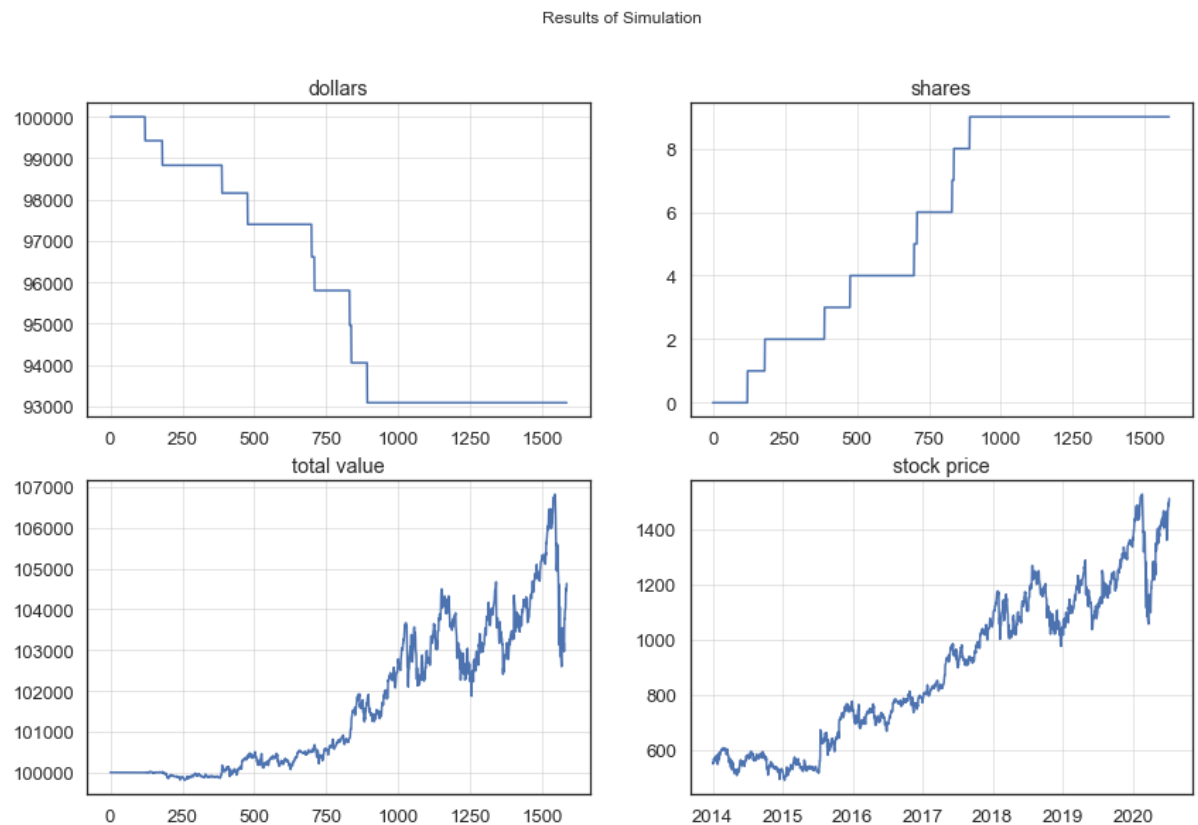 Results of Simulation
dollars
100000
99000
98000
97000
96000
95000
94000
93000
0 250 500 750 1000 1250 1500
shares
8
6
4
2
0
0 250 500 750 1000 1250 1500
total value
107000
106000
105000
104000
103000
102000
101000
100000
0 250 500 750 1000 1250 1500
stock price
1400
1200
1000
800
600
2014 2015 2016 2017 2018 2019 2020